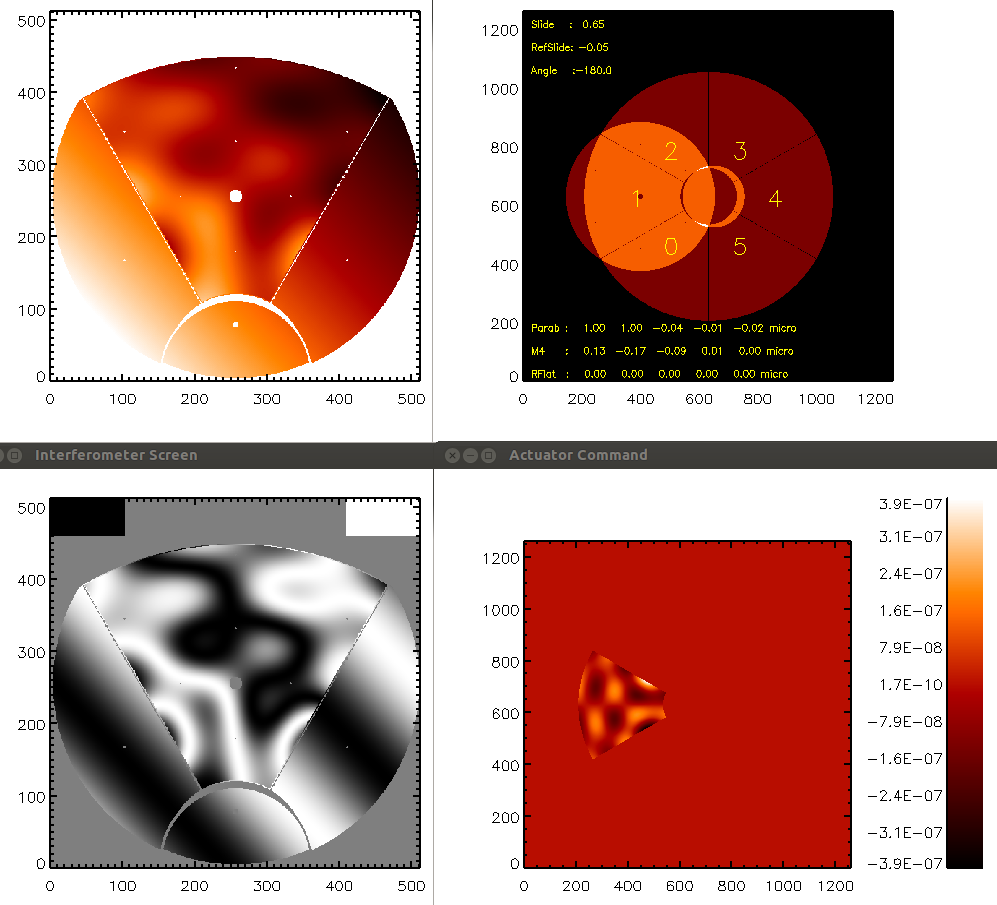 500
400
300
200
100
0
0 100 200 300 400 500
1200
1000
800
600
400
200
0
0 200 400 600 800 1000 1200
Slide : 0.65
RefSlide: −0.05
Angle :−180.0
2 3
1 4
0 5
Parab : 1.00 1.00 −0.04 −0.01 −0.02 micro
M4 : 0.13 −0.17 −0.09 0.01 0.00 micro
RFlat : 0.00 0.00 0.00 0.00 0.00 micro
Interferometer Screen
Actuator Command
500
400
300
200
100
0
0 100 200 300 400 500
1200
1000
800
600
400
200
0
0 200 400 600 800 1000 1200
3.9E−07
3.1E−07
2.4E−07
1.6E−07
7.9E−08
1.7E−10
−7.9E−08
−1.6E−07
−2.4E−07
−3.1E−07
−3.9E−07